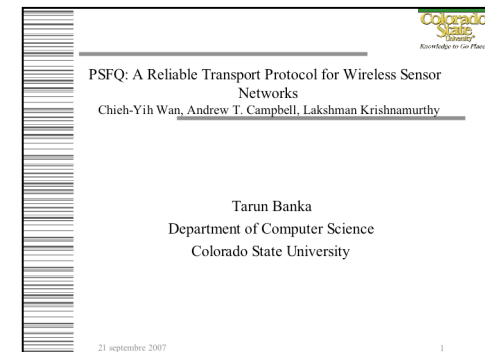 Colorado
State
University
Knowledge to Go Place
PSFQ: A Reliable Transport Protocol for Wireless Sensor
Networks
Chieh-Yih Wan, Andrew T. Campbell, Lakshman Krishnamurthy
Tarun Banka
Department of Computer Science
Colorado State University
21 septembre 2007
1